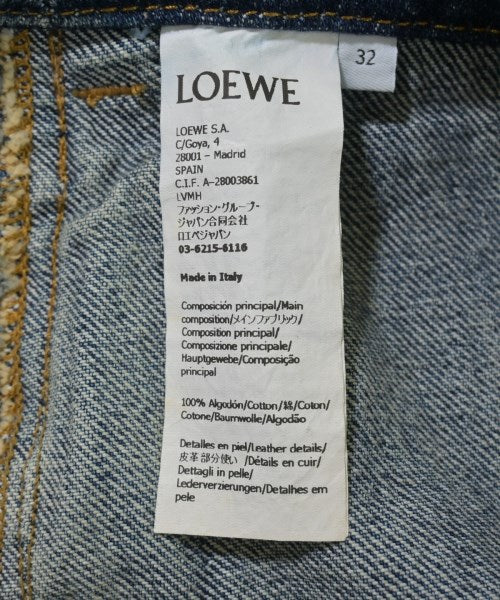 32
LOEWE
LOEWE S.A.
C/Goya, 4
28001 - Madrid
SPAIN
C.I.F. A-28003861
LVMH
ファッション・グループ・
ジャパン合同会社
ロエベジャパン
03-6215-6116
Made in Italy
Composición principal/Main
composition/メインファブリック/
Composition principal/
Composizione principale/
Hauptgewebe/Composição
principal
100% Algodón/Cotton/綿/Coton/
Cotone/Baumwolle/Algodão
Detalles en piel/Leather details/
皮革部分使い /Détails en cuir/
Dettagli in pelle/
Lederverzierungen/Detalhes em
pele